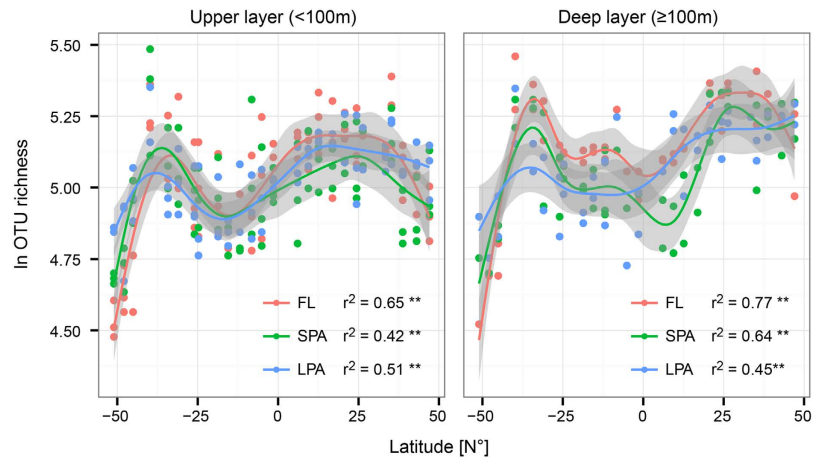 Upper layer (<100m)
Deep layer (≥100m)
ln OTU richness
5.50
5.25
5.00
4.75
4.50
FL r² = 0.65 **
SPA r² = 0.42 **
LPA r² = 0.51 **
FL r² = 0.77 **
SPA r² = 0.64 **
LPA r² = 0.45**
−50 −25 0 25 50
−50 −25 0 25 50
Latitude [N°]